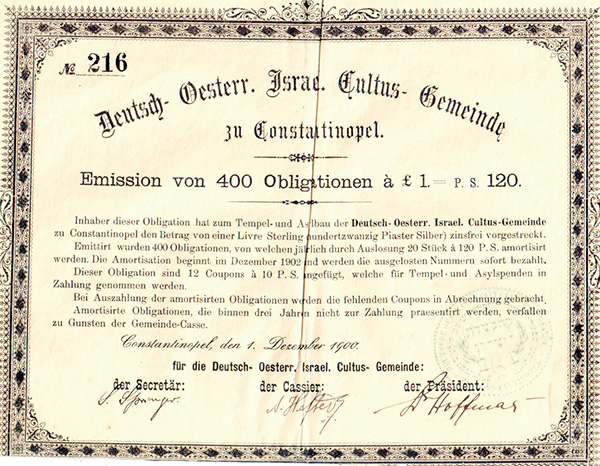 № 216
Deutsch- Oesterr. Israe. Cultus- Gemeinde
zu Constantinopel.
Emission von 400 Obligationen à £ 1.= P. S. 120.
Inhaber dieser Obligation hat zum Tempel- und Asylbau der Deutsch- Oesterr. Israel. Cultus-Gemeinde
zu Constantinopel den Betrag von einer Livre Sterling (hundertzwanzig Piaster Silber) zinsfrei vorgestreckt.
Emittirt wurden 400 Obligationen, von welchen jährlich durch Auslosung 20 Stück à 120 P. S. amortisirt
werden. Die Amortisation beginnt im Dezember 1902 und werden die ausgelosten Nummern sofort bezahlt.
Dieser Obligation sind 12 Coupons à 10 P. S. angefügt, welche für Tempel- und Asylspenden in
Zahlung genommen werden.
Bei Auszahlung der amortisirten Obligationen werden die fehlenden Coupons in Abrechnung gebracht.
Amortisirte Obligationen, die binnen drei Jahren nicht zur Zahlung praesentirt werden, verfallen
zu Gunsten der Gemeinde-Casse.
Constantinopel, den 1. Dezember 1900.
für die Deutsch- Oesterr. Israel. Cultus- Gemeinde:
der Secretär: der Cassier: der Präsident:
Dr Hoffman